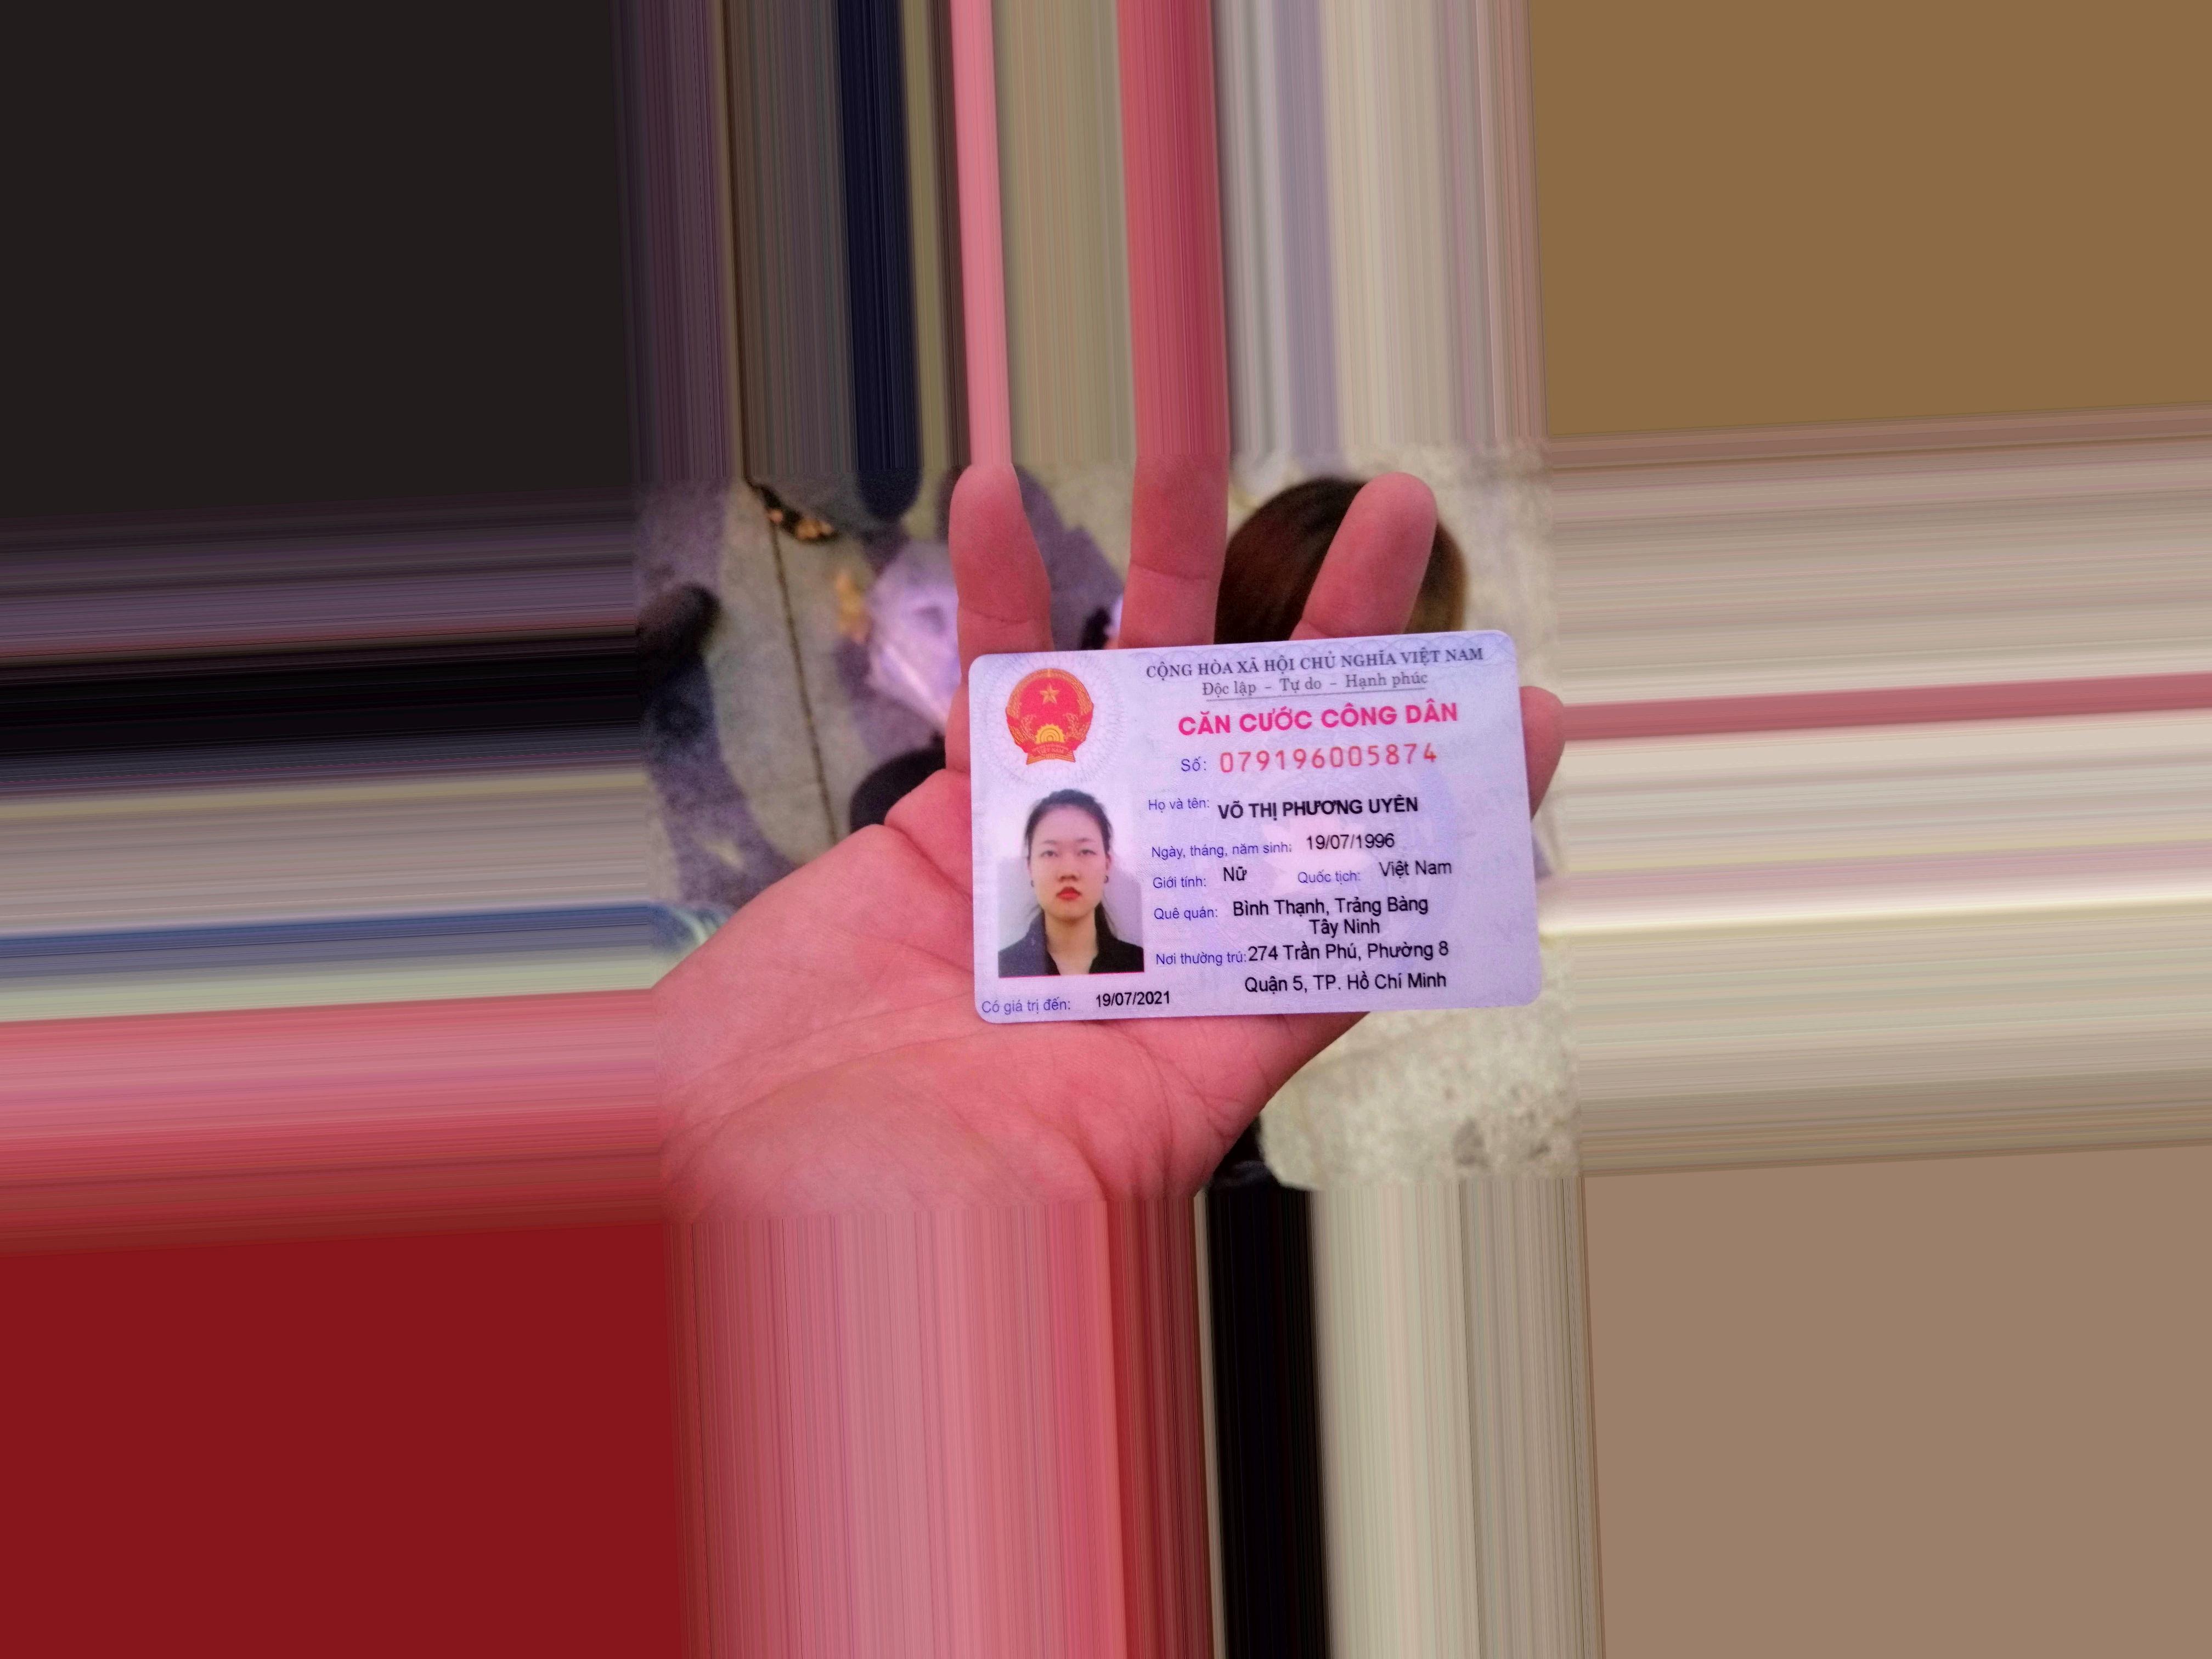 CỘNG HÒA XÃ HỘI CHỦ NGHĨA VIỆT NAM
Độc lập – Tự do – Hạnh phúc
CĂN CƯỚC CÔNG DÂN
Số: 079196005874
Họ và tên: VÕ THỊ PHƯƠNG UYÊN
Ngày, tháng, năm sinh: 19/07/1996
Giới tính: Nữ Quốc tịch: Việt Nam
Quê quán: Bình Thạnh, Trảng Bàng
Tây Ninh
Nơi thường trú: 274 Trần Phú, Phường 8
Quận 5, TP. Hồ Chí Minh
Có giá trị đến: 19/07/2021